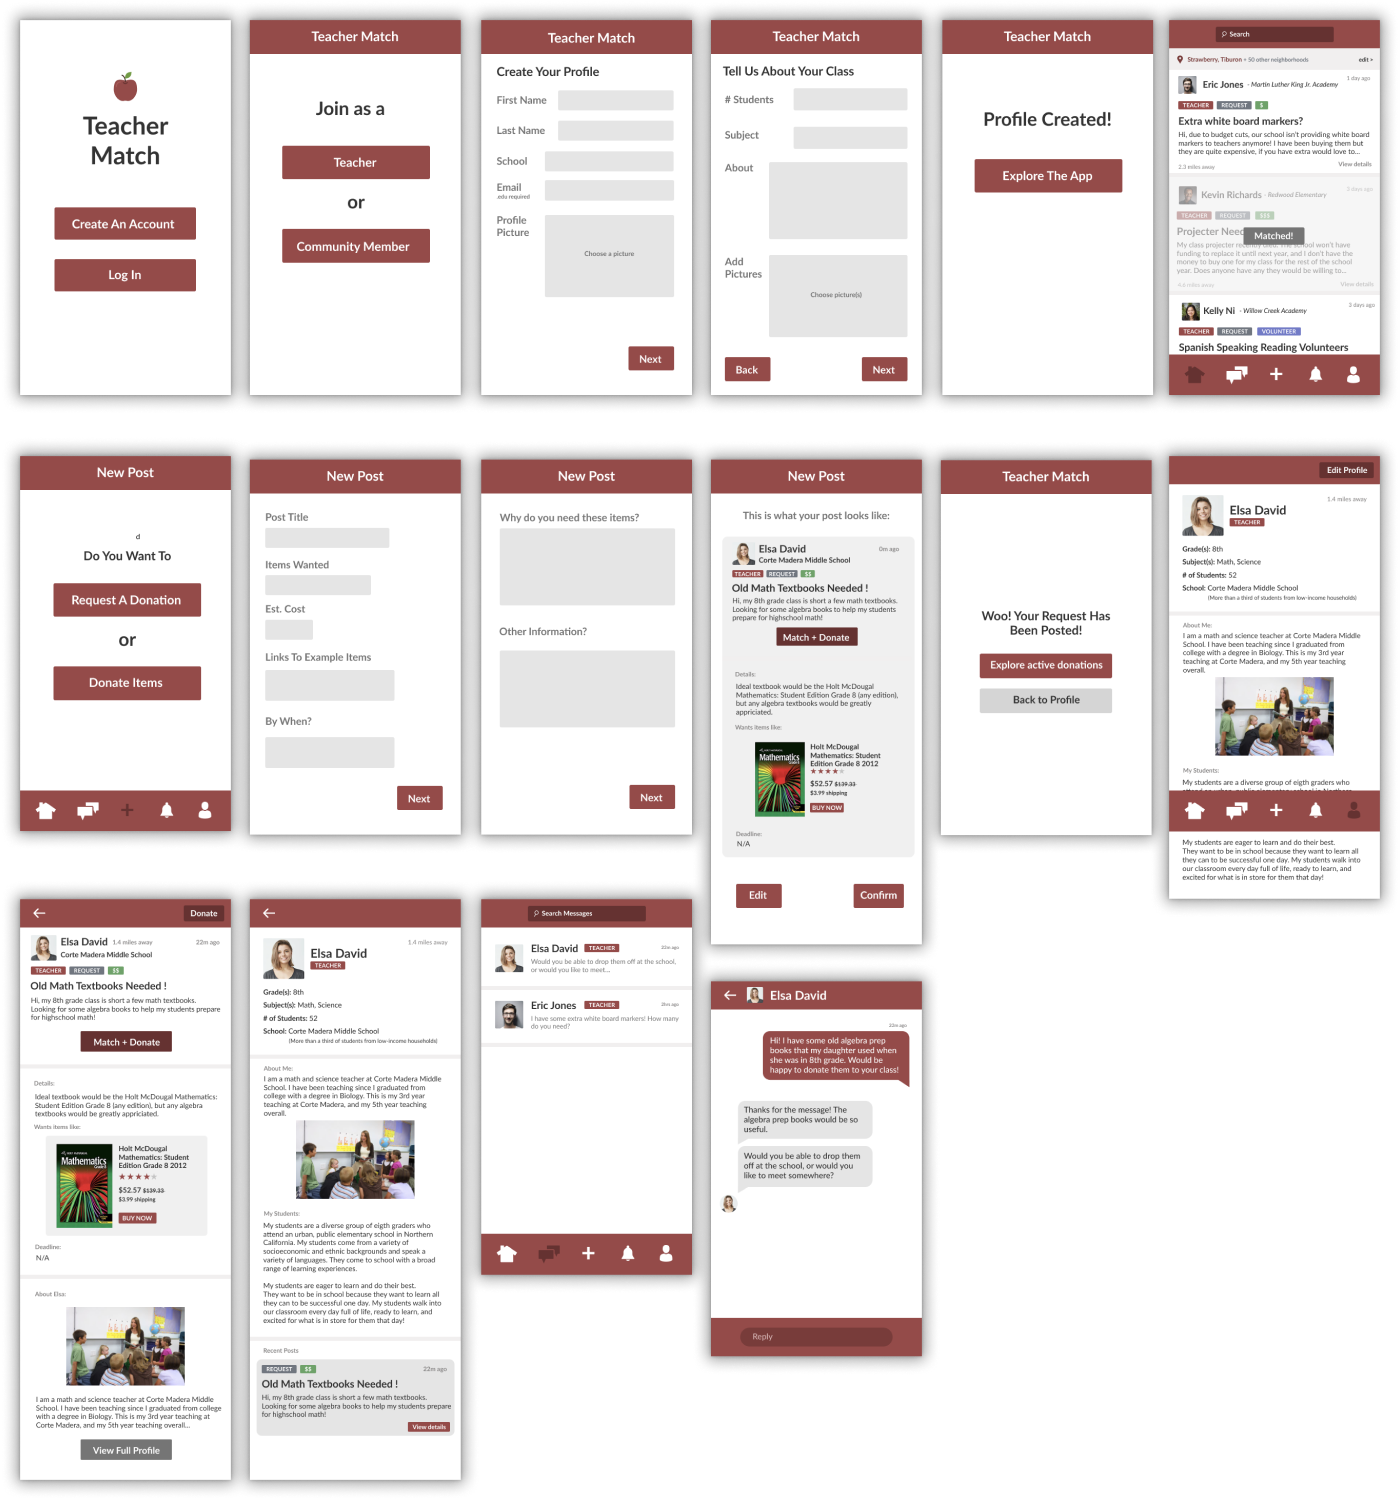 Teacher
Match
Create An Account
Log In
Teacher Match
Join as a
Teacher
or
Community Member
Teacher Match
Create Your Profile
First Name
Last Name
School
Email
.edu required
Profile
Picture
Choose a picture
Next
Teacher Match
Tell Us About Your Class
# Students
Subject
About
Add
Pictures
Choose picture(s)
Back
Next
Teacher Match
Profile Created!
Explore The App
Search
Strawberry, Tiburon + 50 other neighborhoods
edit >
1 day ago
Eric Jones - Martin Luther King Jr. Academy
TEACHER REQUEST $
Extra white board markers?
Hi, due to budget cuts, our school isn't providing white board
markers to teachers anymore! I have been buying them but
they are quite expensive, if you have extra would love to...
2.3 miles away
View details
2 days ago
Kevin Richards - Redwood Elementary
TEACHER REQUEST $$$
Projecter Need
Matched!
My class projecter recently died. The school won't have
funding to replace it until next year, and I don't have the
money to buy one for my class for the rest of the school
year. Does anyone have any they would be willing to...
4.6 miles away
View details
3 days ago
Kelly Ni - Willow Creek Academy
TEACHER REQUEST VOLUNTEER
Spanish Speaking Reading Volunteers
New Post
d
Do You Want To
Request A Donation
or
Donate Items
New Post
Post Title
Items Wanted
Est. Cost
Links To Example Items
By When?
Next
New Post
Why do you need these items?
Other Information?
Next
New Post
This is what your post looks like:
Elsa David
0m ago
Corte Madera Middle School
TEACHER REQUEST $$
Old Math Textbooks Needed !
Hi, my 8th grade class is short a few math textbooks.
Looking for some algebra books to help my students
prepare for highschool math!
Match + Donate
Details:
Ideal textbook would be the Holt McDougal
Mathematics: Student Edition Grade 8 (any edition),
but any algebra textbooks would be greatly
appriciated.
Wants items like:
Mathematics
Holt McDougal
Mathematics: Student
Edition Grade 8 2012
$52.57 $139.33
$3.99 shipping
BUY NOW
Deadline:
N/A
Edit
Confirm
Teacher Match
Woo! Your Request Has
Been Posted!
Explore active donations
Back to Profile
Edit Profile
1.4 miles away
Elsa David
TEACHER
Grade(s): 8th
Subject(s): Math, Science
# of Students: 52
School: Corte Madera Middle School
(More than a third of students from low-income households)
About Me:
I am a math and science teacher at Corte Madera Middle
School. I have been teaching since I graduated from
college with a degree in Biology. This is my 3rd year
teaching at Corte Madera, and my 5th year teaching
overall.
My Students:
My students are a diverse group of eigth graders who
attend an urban, public elementary school in Northern
My students are eager to learn and do their best.
They want to be in school because they want to learn all
they can to be successful one day. My students walk into
our classroom every day full of life, ready to learn, and
excited for what is in store for them that day!
Donate
Elsa David 1.4 miles away
22m ago
Corte Madera Middle School
TEACHER REQUEST $$
Old Math Textbooks Needed !
Hi, my 8th grade class is short a few math textbooks.
Looking for some algebra books to help my students prepare
for highschool math!
Match + Donate
Details:
Ideal textbook would be the Holt McDougal Mathematics:
Student Edition Grade 8 (any edition), but any algebra
textbooks would be greatly appriciated.
Wants items like:
Mathematics
Holt McDougal
Mathematics: Student
Edition Grade 8 2012
$52.57 $139.33
$3.99 shipping
BUY NOW
Deadline:
N/A
About Elsa:
I am a math and science teacher at Corte Madera Middle
School. I have been teaching since I graduated from college
with a degree in Biology. This is my 3rd year teaching at
Corte Madera, and my 5th year teaching overall...
View Full Profile
1.4 miles away
Elsa David
TEACHER
Grade(s): 8th
Subject(s): Math, Science
# of Students: 52
School: Corte Madera Middle School
(More than a third of students from low-income households)
About Me:
I am a math and science teacher at Corte Madera Middle
School. I have been teaching since I graduated from
college with a degree in Biology. This is my 3rd year
teaching at Corte Madera, and my 5th year teaching
overall.
My Students:
My students are a diverse group of eigth graders who
attend an urban, public elementary school in Northern
California. My students come from a variety of
socioeconomic and ethnic backgrounds and speak a
variety of languages. They come to school with a broad
range of learning experiences.
My students are eager to learn and do their best.
They want to be in school because they want to learn all
they can to be successful one day. My students walk into
our classroom every day full of life, ready to learn, and
excited for what is in store for them that day!
Recent Posts
REQUEST $$
22m ago
Old Math Textbooks Needed !
Hi, my 8th grade class is short a few math textbooks.
Looking for some algebra books to help my students prepare
for highschool math!
View details
Search Messages
Elsa David TEACHER
22m ago
Would you be able to drop them off at the school,
or would you like to meet...
Eric Jones TEACHER
I have some extra white board markers! How many
do you need?
Elsa David
22m ago
Hi! I have some old algebra prep
books that my daughter used when
she was in 8th grade. Would be
happy to donate them to your class!
Thanks for the message! The
algebra prep books would be so
useful.
Would you be able to drop them
off at the school, or would you
like to meet somewhere?
Reply